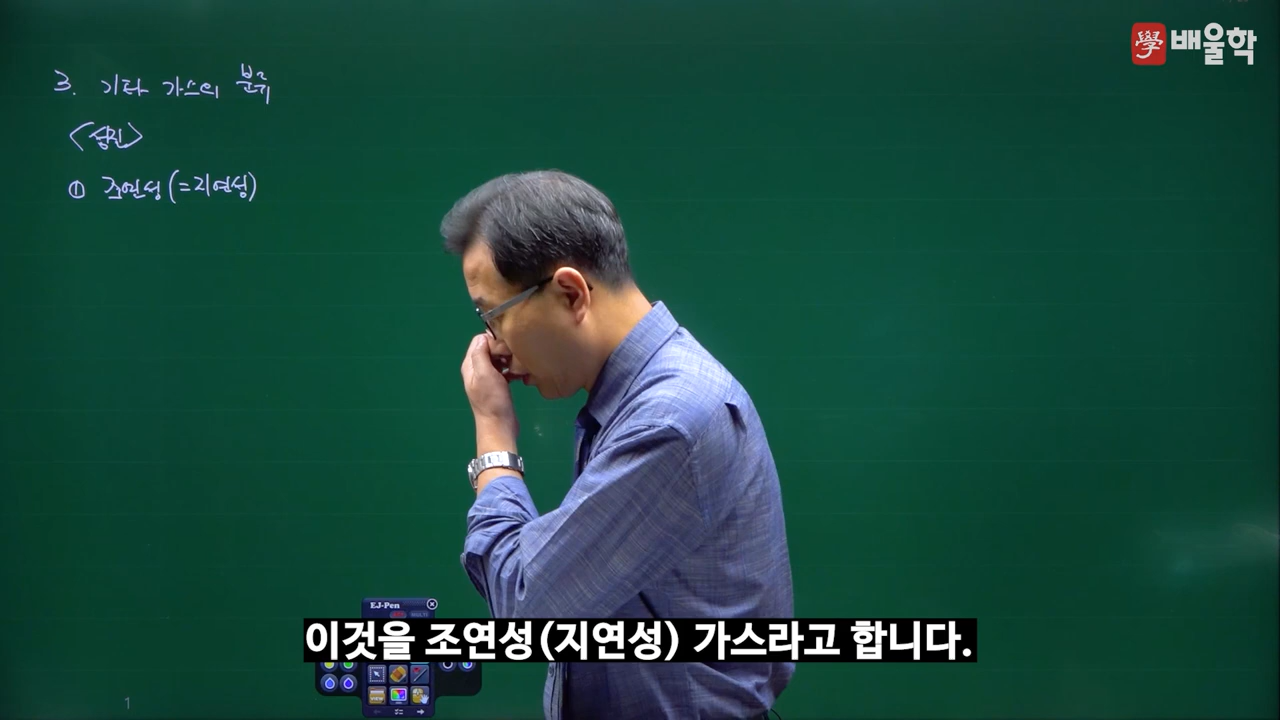 學 배울학
3. 기타 가스의 분류
<성질>
① 조연성(=지연성)
EJ-Pen
이것을 조연성(지연성) 가스라고 합니다.
1